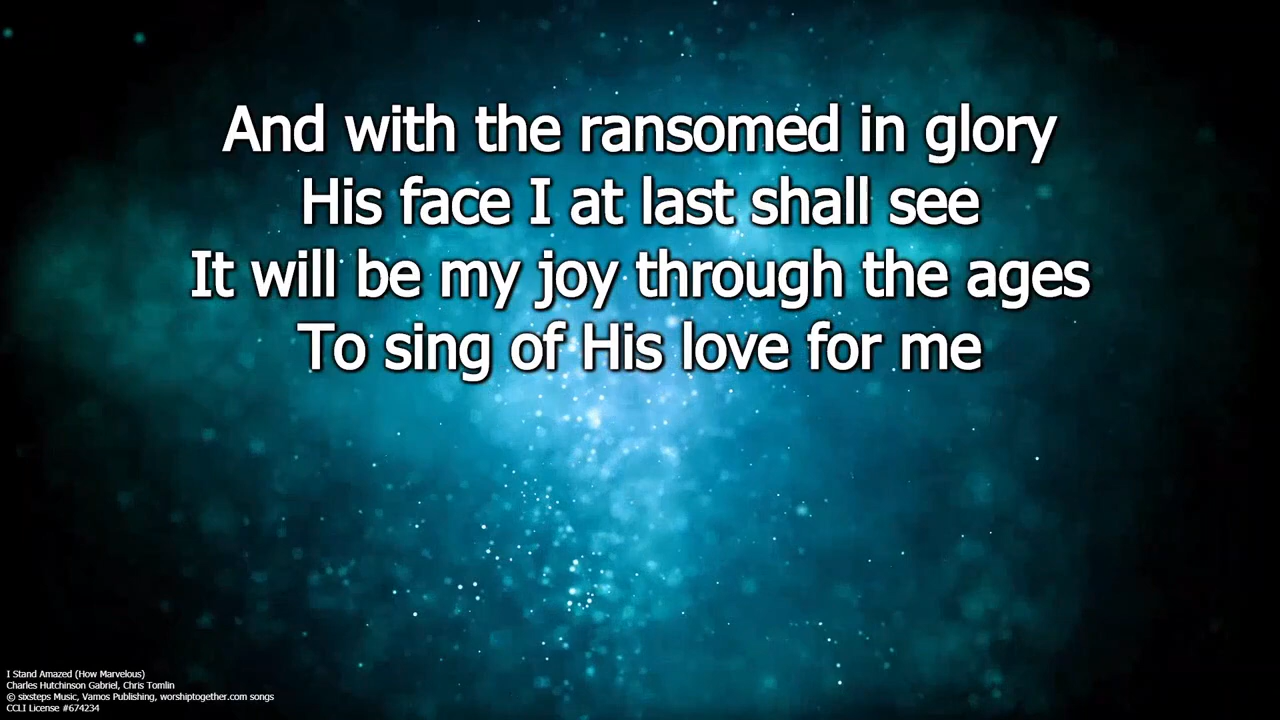 And with the ransomed in glory
His face I at last shall see
It will be my joy through the ages
To sing of His love for me
I Stand Amazed (How Marvelous)
Charles Hutchinson Gabriel, Chris Tomlin
© sixsteps Music, Vamos Publishing, worshiptogether.com songs
CCLI License #674234